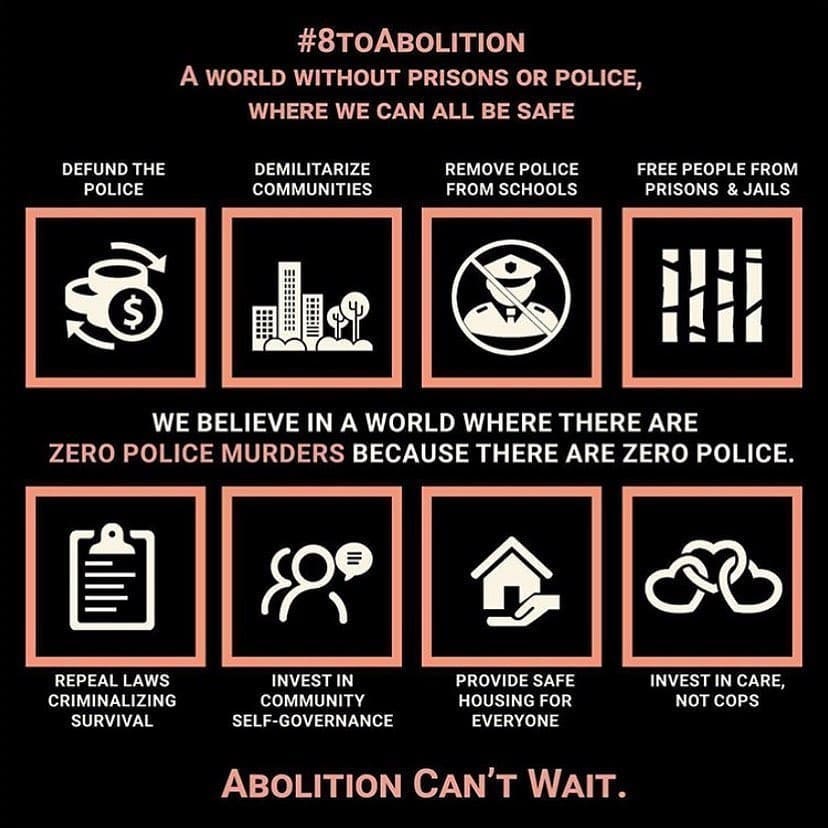 #8toAbolition
A world without prisons or police,
where we can all be safe
DEFUND THE
POLICE
DEMILITARIZE
COMMUNITIES
REMOVE POLICE
FROM SCHOOLS
FREE PEOPLE FROM
PRISONS & JAILS
$
WE BELIEVE IN A WORLD WHERE THERE ARE
ZERO POLICE MURDERS BECAUSE THERE ARE ZERO POLICE.
REPEAL LAWS
CRIMINALIZING
SURVIVAL
INVEST IN
COMMUNITY
SELF-GOVERNANCE
PROVIDE SAFE
HOUSING FOR
EVERYONE
INVEST IN CARE,
NOT COPS
Abolition Can't Wait.